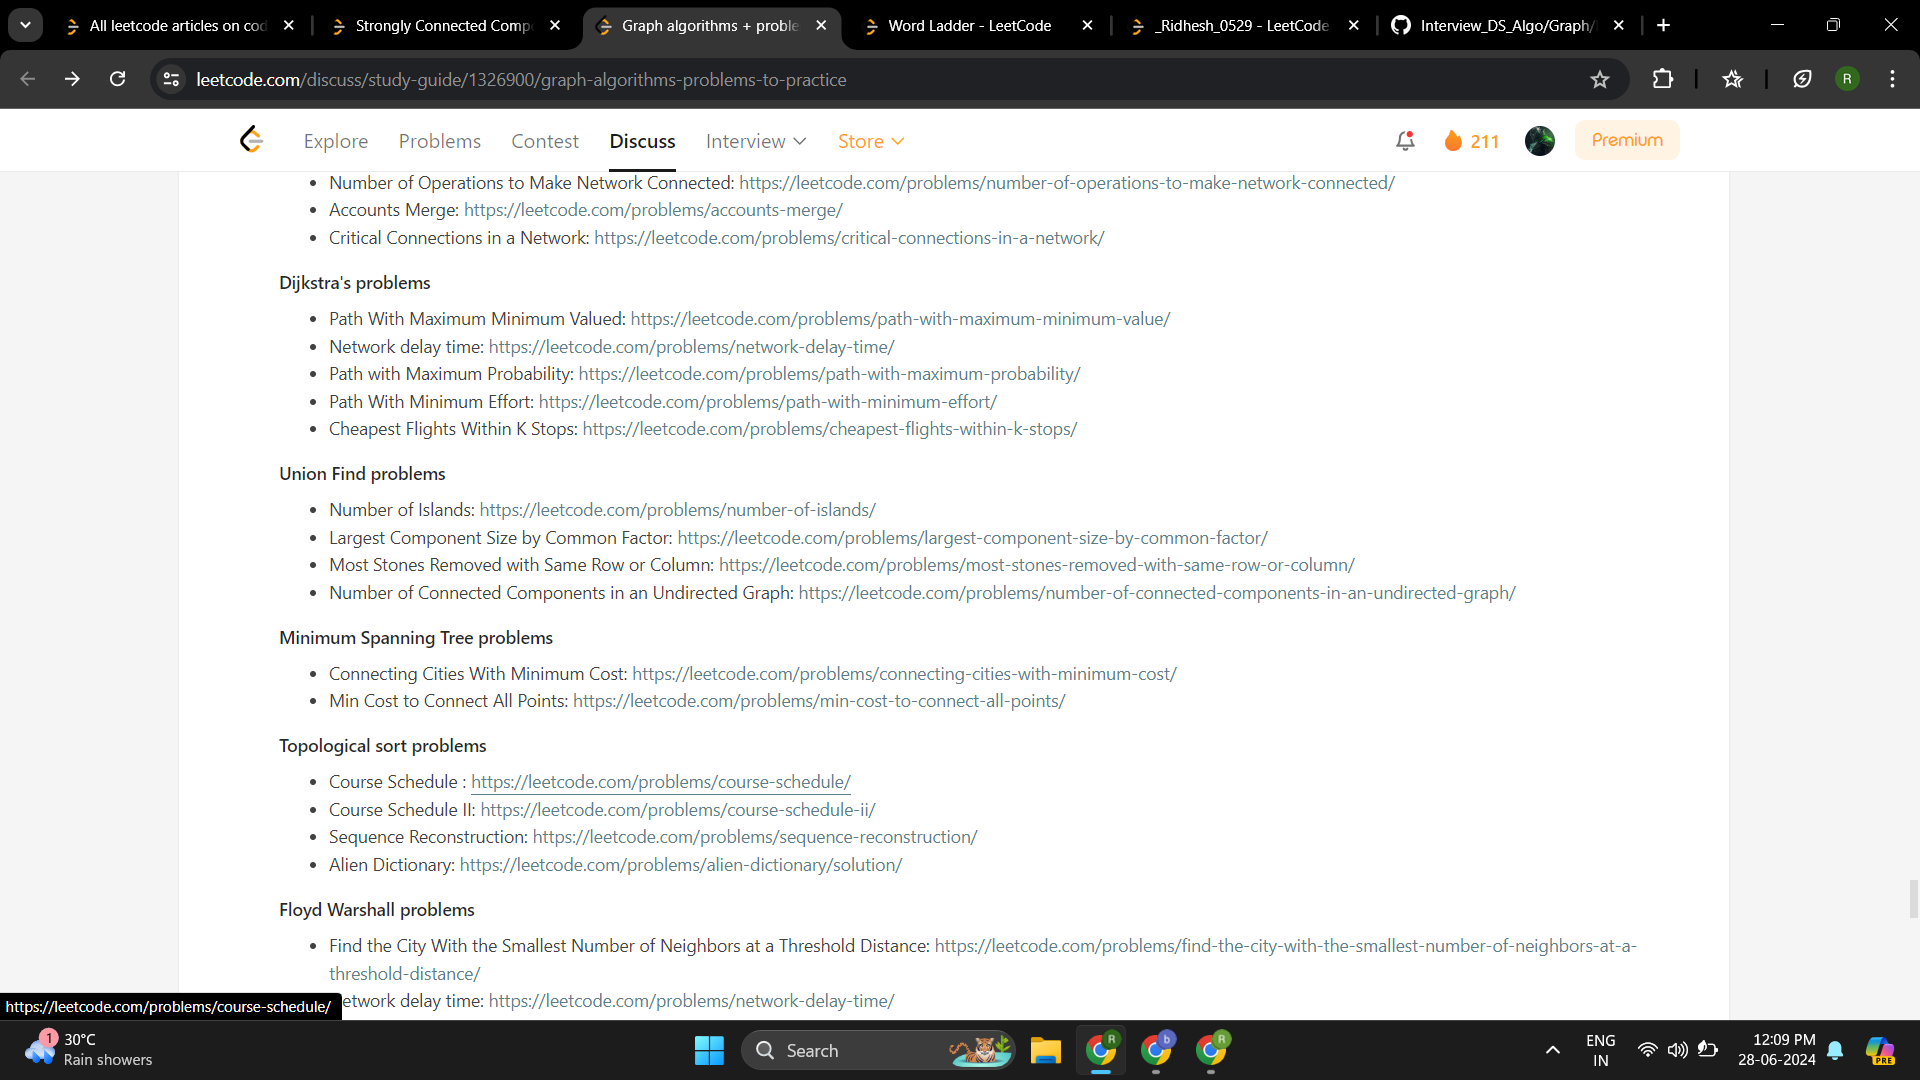 All leetcode articles on cod
Strongly Connected Comp
Graph algorithms + proble
Word Ladder - LeetCode
_Ridhesh_0529 - LeetCode
Interview_DS_Algo/Graph/
leetcode.com/discuss/study-guide/1326900/graph-algorithms-problems-to-practice
R
Explore Problems Contest Discuss Interview Store 211 Premium
• Number of Operations to Make Network Connected: https://leetcode.com/problems/number-of-operations-to-make-network-connected/
• Accounts Merge: https://leetcode.com/problems/accounts-merge/
• Critical Connections in a Network: https://leetcode.com/problems/critical-connections-in-a-network/
Dijkstra's problems
• Path With Maximum Minimum Valued: https://leetcode.com/problems/path-with-maximum-minimum-value/
• Network delay time: https://leetcode.com/problems/network-delay-time/
• Path with Maximum Probability: https://leetcode.com/problems/path-with-maximum-probability/
• Path With Minimum Effort: https://leetcode.com/problems/path-with-minimum-effort/
• Cheapest Flights Within K Stops: https://leetcode.com/problems/cheapest-flights-within-k-stops/
Union Find problems
• Number of Islands: https://leetcode.com/problems/number-of-islands/
• Largest Component Size by Common Factor: https://leetcode.com/problems/largest-component-size-by-common-factor/
• Most Stones Removed with Same Row or Column: https://leetcode.com/problems/most-stones-removed-with-same-row-or-column/
• Number of Connected Components in an Undirected Graph: https://leetcode.com/problems/number-of-connected-components-in-an-undirected-graph/
Minimum Spanning Tree problems
• Connecting Cities With Minimum Cost: https://leetcode.com/problems/connecting-cities-with-minimum-cost/
• Min Cost to Connect All Points: https://leetcode.com/problems/min-cost-to-connect-all-points/
Topological sort problems
• Course Schedule : https://leetcode.com/problems/course-schedule/
• Course Schedule II: https://leetcode.com/problems/course-schedule-ii/
• Sequence Reconstruction: https://leetcode.com/problems/sequence-reconstruction/
• Alien Dictionary: https://leetcode.com/problems/alien-dictionary/solution/
Floyd Warshall problems
• Find the City With the Smallest Number of Neighbors at a Threshold Distance: https://leetcode.com/problems/find-the-city-with-the-smallest-number-of-neighbors-at-a-
threshold-distance/
etwork delay time: https://leetcode.com/problems/network-delay-time/
https://leetcode.com/problems/course-schedule/
1
30°C
Rain showers
Search
R
b
R
ENG
IN
12:09 PM
28-06-2024
PRE